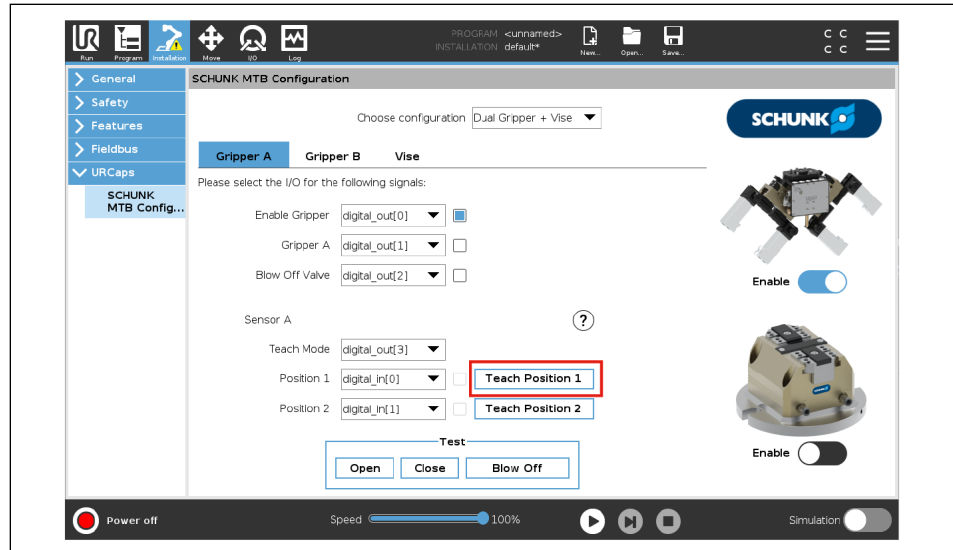 PROGRAM <unnamed>
INSTALLATION default*
Run Program Installation Move I/O Log New... Open... Save...
C C
C C
General
SCHUNK MTB Configuration
Safety
Features
Fieldbus
URCaps
SCHUNK
MTB Config...
Choose configuration Dual Gripper + Vise
SCHUNK
Gripper A Gripper B Vise
Please select the I/O for the following signals:
Enable Gripper digital_out[0]
Gripper A digital_out[1]
Blow Off Valve digital_out[2]
Enable
Sensor A ?
Teach Mode digital_out[3]
Position 1 digital_in[0] Teach Position 1
Position 2 digital_in[1] Teach Position 2
Test
Open Close Blow Off
Enable
Power off Speed 100% Simulation